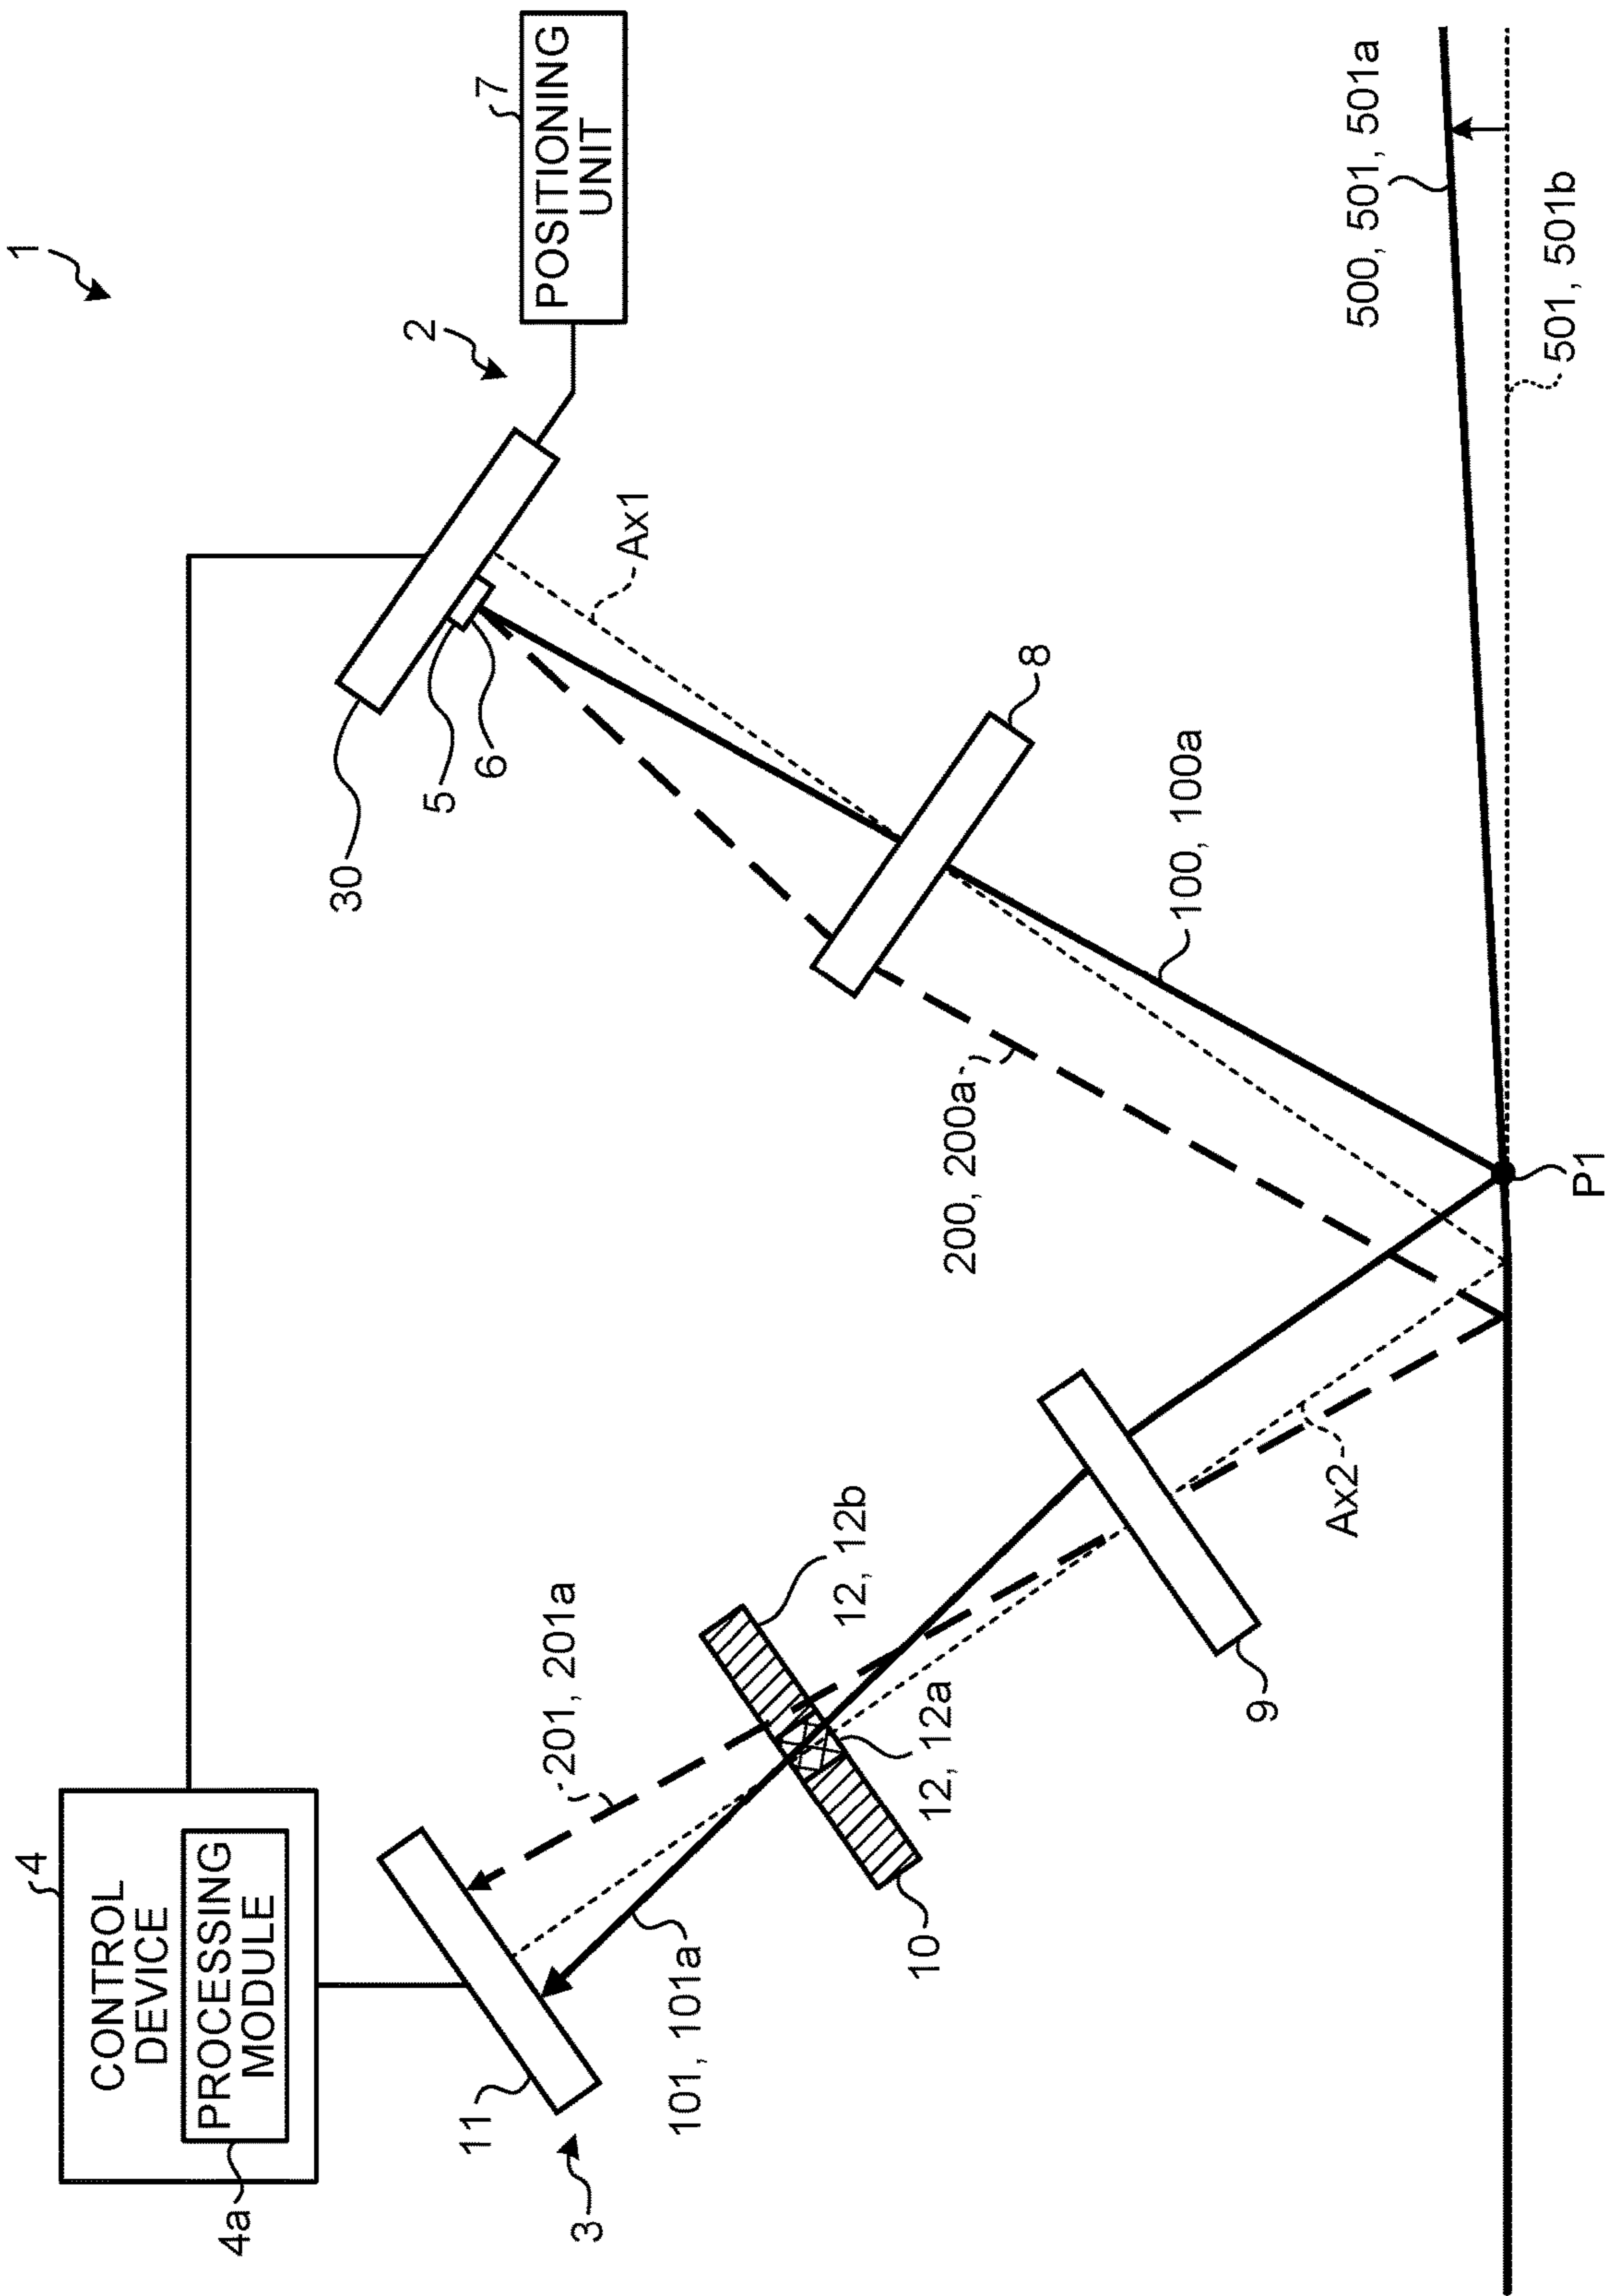 1
2
7
POSITIONING
UNIT
4
CONTROL
DEVICE
PROCESSING
MODULE
4a
30
5
6
Ax1
8
11
3
101, 101a
201, 201a
12, 12b
12, 12a
10
9
Ax2
200, 200a
100, 100a
P1
500, 501, 501a
501, 501b